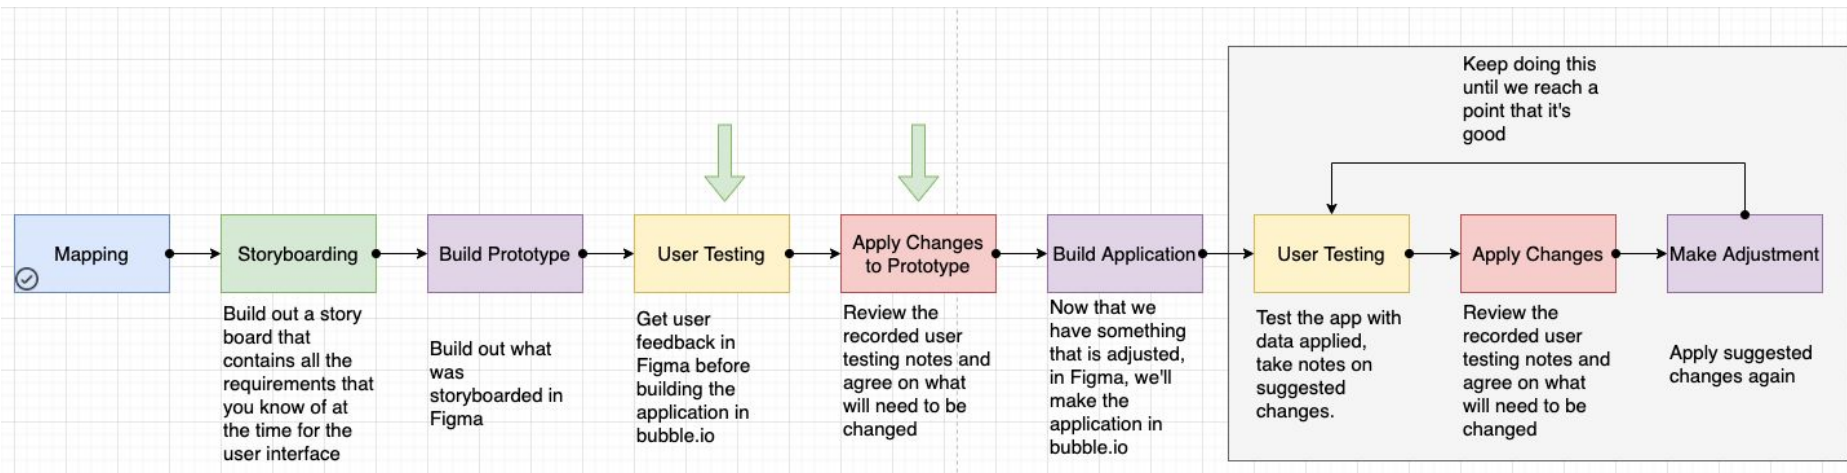 Keep doing this
until we reach a
point that it's
good
Mapping
Storyboarding
Build Prototype
User Testing
Apply Changes
to Prototype
Build Application
User Testing
Apply Changes
Make Adjustment
Build out a story
board that
contains all the
requirements that
you know of at
the time for the
user interface
Build out what
was
storyboarded in
Figma
Get user
feedback in
Figma before
building the
application in
bubble.io
Review the
recorded user
testing notes and
agree on what
will need to be
changed
Now that we
have something
that is adjusted,
in Figma, we'll
make the
application in
bubble.io
Test the app with
data applied,
take notes on
suggested
changes.
Review the
recorded user
testing notes and
agree on what
will need to be
changed
Apply suggested
changes again